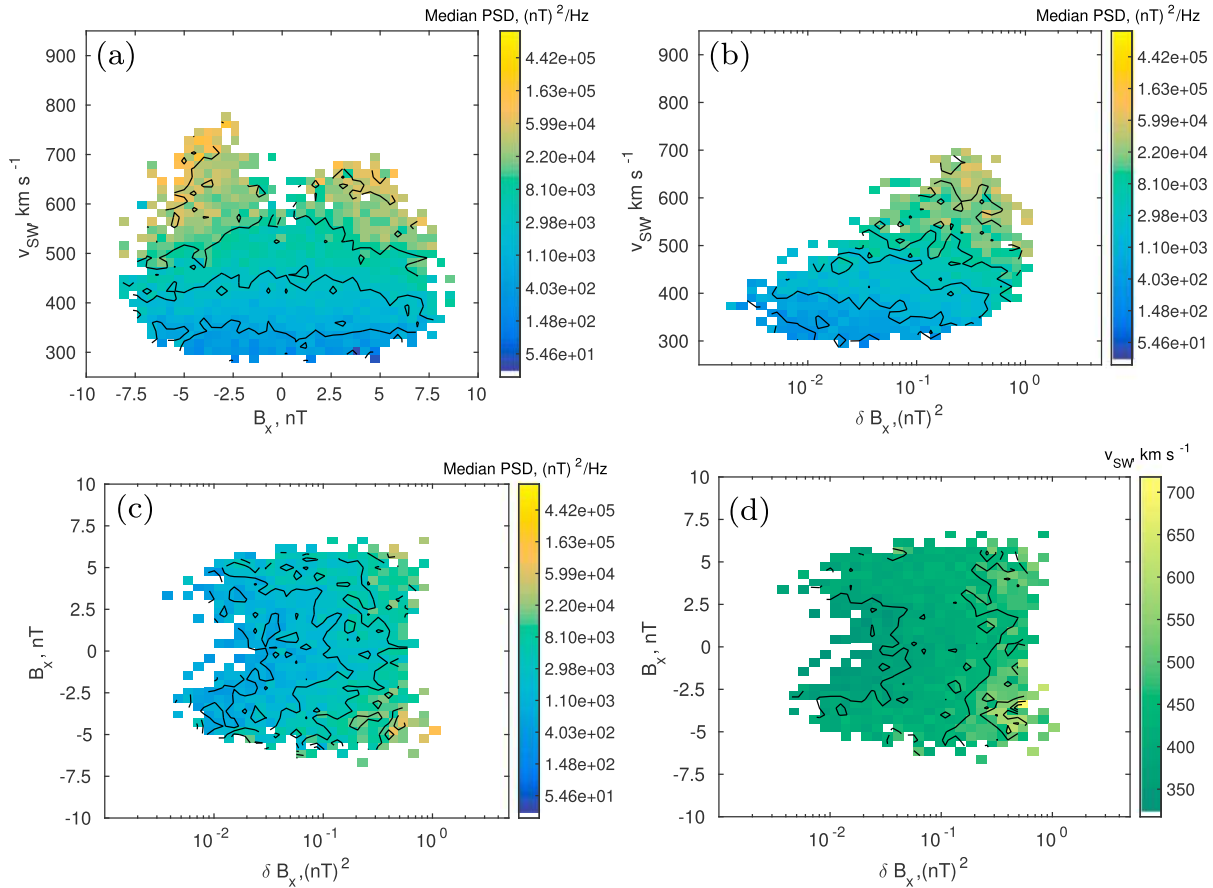 Median PSD, (nT) ²/Hz
(a)
900
800
700
600
500
400
300
v_SW km s ⁻¹
-10 -7.5 -5 -2.5 0 2.5 5 7.5 10
B_x, nT
4.42e+05
1.63e+05
5.99e+04
2.20e+04
8.10e+03
2.98e+03
1.10e+03
4.03e+02
1.48e+02
5.46e+01
Median PSD, (nT) ²/Hz
(b)
900
800
700
600
500
400
300
v_SW km s ⁻¹
10⁻² 10⁻¹ 10⁰
δ B_x,(nT)²
4.42e+05
1.63e+05
5.99e+04
2.20e+04
8.10e+03
2.98e+03
1.10e+03
4.03e+02
1.48e+02
5.46e+01
Median PSD, (nT) ²/Hz
(c)
10
7.5
5
2.5
0
-2.5
-5
-7.5
-10
B_x, nT
10⁻² 10⁻¹ 10⁰
δ B_x,(nT)²
4.42e+05
1.63e+05
5.99e+04
2.20e+04
8.10e+03
2.98e+03
1.10e+03
4.03e+02
1.48e+02
5.46e+01
v_SW, km s ⁻¹
(d)
10
7.5
5
2.5
0
-2.5
-5
-7.5
-10
B_x, nT
10⁻² 10⁻¹ 10⁰
δ B_x,(nT)²
700
650
600
550
500
450
400
350